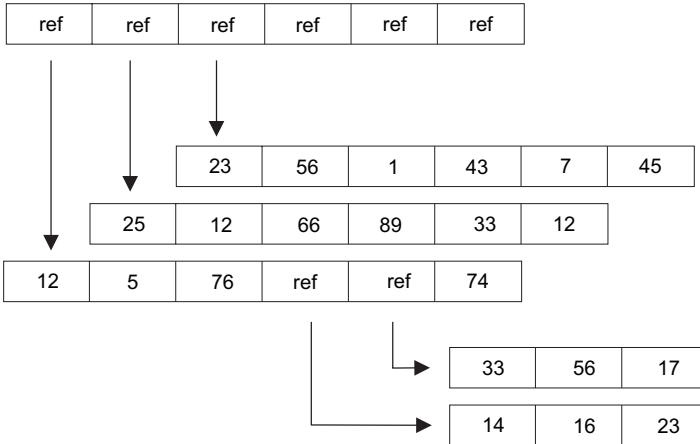 ref ref ref ref ref ref
23 56 1 43 7 45
25 12 66 89 33 12
12 5 76 ref ref 74
33 56 17
14 16 23